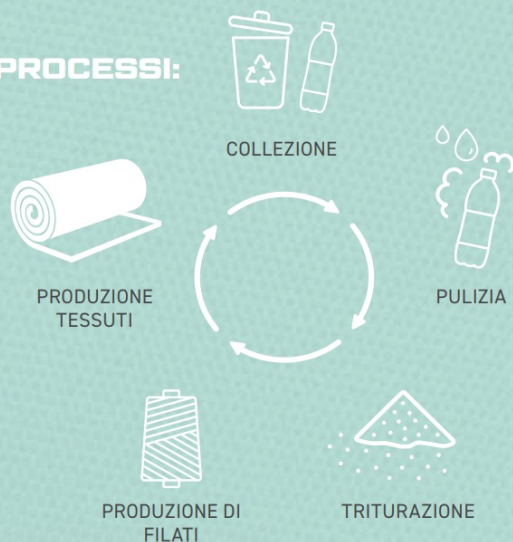 PROCESSI:
COLLEZIONE
PULIZIA
TRITURAZIONE
PRODUZIONE DI
FILATI
PRODUZIONE
TESSUTI